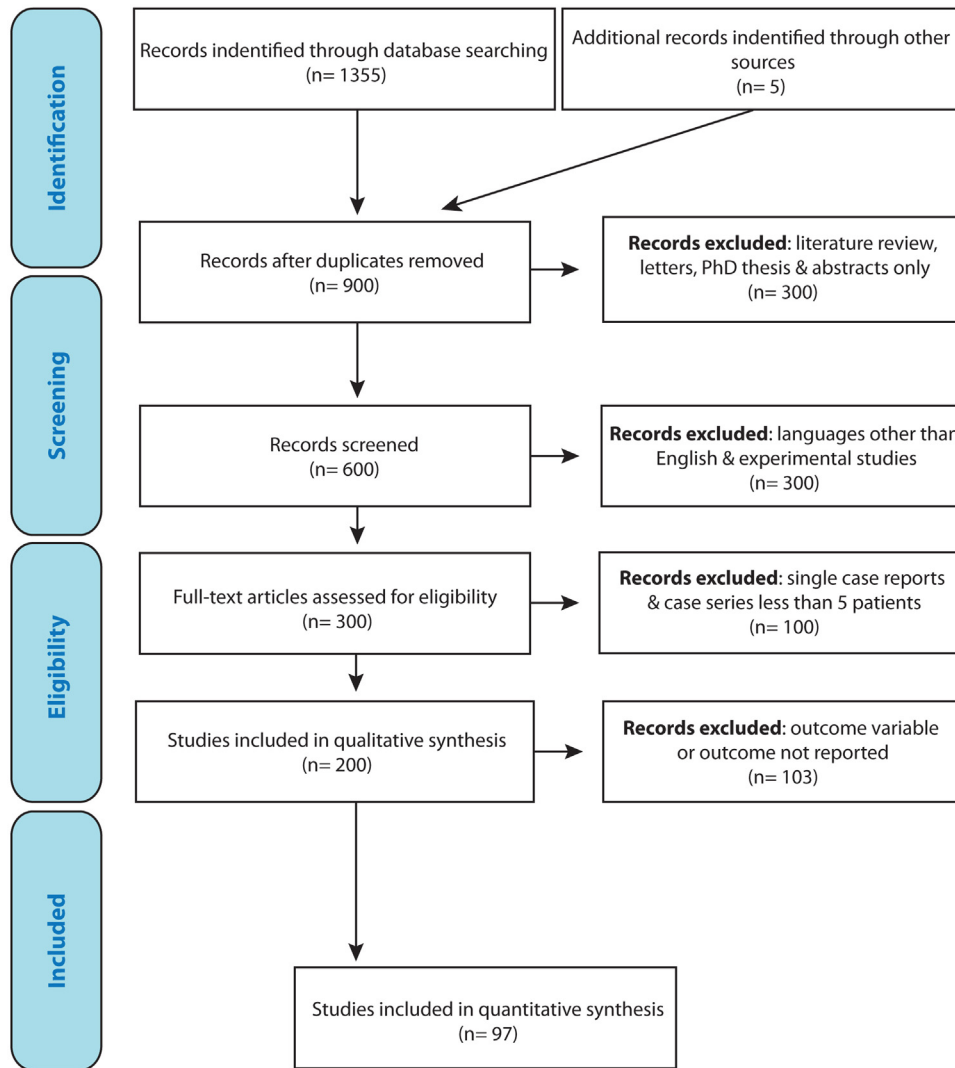 Identification
Records indentified through database searching
(n= 1355)
Additional records indentified through other
sources
(n= 5)
Records after duplicates removed
(n= 900)
Records excluded: literature review,
letters, PhD thesis & abstracts only
(n= 300)
Screening
Records screened
(n= 600)
Records excluded: languages other than
English & experimental studies
(n= 300)
Eligibility
Full-text articles assessed for eligibility
(n= 300)
Records excluded: single case reports
& case series less than 5 patients
(n= 100)
Studies included in qualitative synthesis
(n= 200)
Records excluded: outcome variable
or outcome not reported
(n= 103)
Included
Studies included in quantitative synthesis
(n= 97)